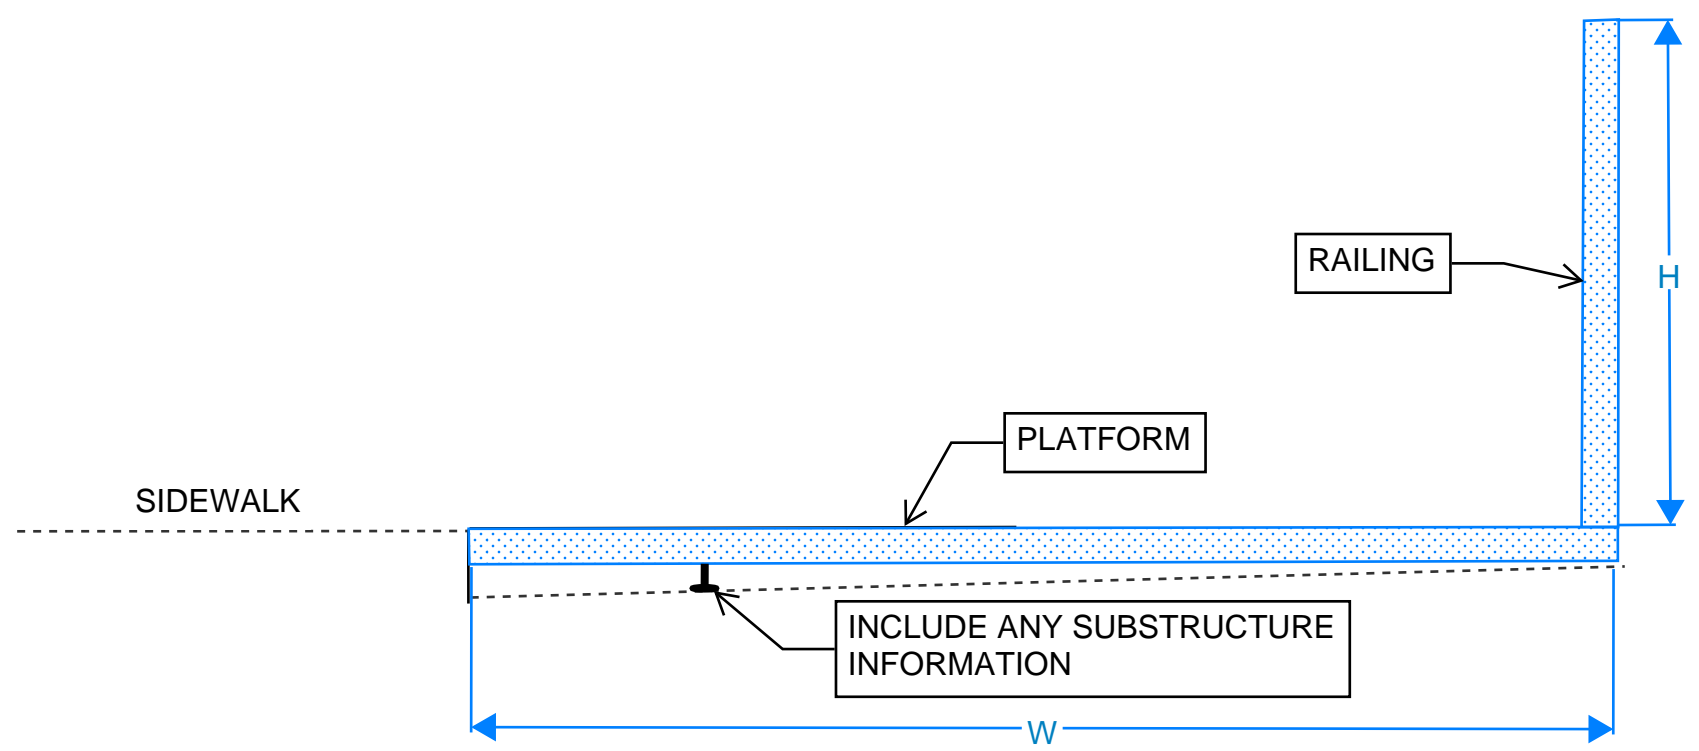 RAILING
H
PLATFORM
SIDEWALK
INCLUDE ANY SUBSTRUCTURE
INFORMATION
W